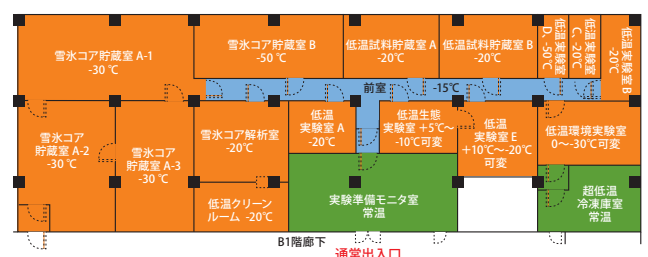 雪氷コア貯蔵室 A-1
-30 ℃
雪氷コア貯蔵室 B
-50 ℃
低温試料貯蔵室 A
-20℃
低温試料貯蔵室 B
-20℃
低温実験室
D、-50℃
低温実験室
C、-20℃
低温実験室 B
-20℃
前室
-15℃
雪氷コア
貯蔵室 A-2
-30 ℃
雪氷コア
貯蔵室 A-3
-30 ℃
雪氷コア解析室
-20℃
低温
実験室 A
-20℃
低温生態
実験室 +5℃～
-10℃可変
低温
実験室 E
+10℃～-20℃
可変
低温環境実験室
0～-30℃可変
低温クリーン
ルーム -20℃
実験準備モニタ室
常温
超低温
冷凍庫室
常温
B1階廊下
通常出入口